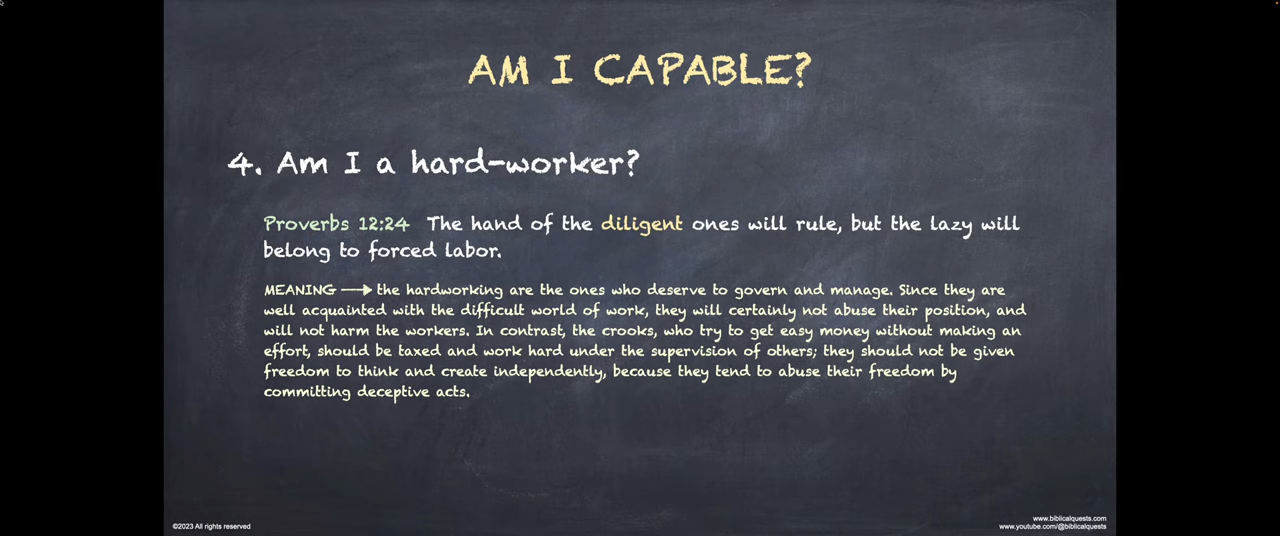 AM I CAPABLE?
4. Am I a hard-worker?
Proverbs 12:24 The hand of the diligent ones will rule, but the lazy will
belong to forced labor.
MEANING → the hardworking are the ones who deserve to govern and manage. Since they are
well acquainted with the difficult world of work, they will certainly not abuse their position, and
will not harm the workers. In contrast, the crooks, who try to get easy money without making an
effort, should be taxed and work hard under the supervision of others; they should not be given
freedom to think and create independently, because they tend to abuse their freedom by
committing deceptive acts.
©2023 All rights reserved
www.biblicalquests.com
www.youtube.com/@biblicalquests